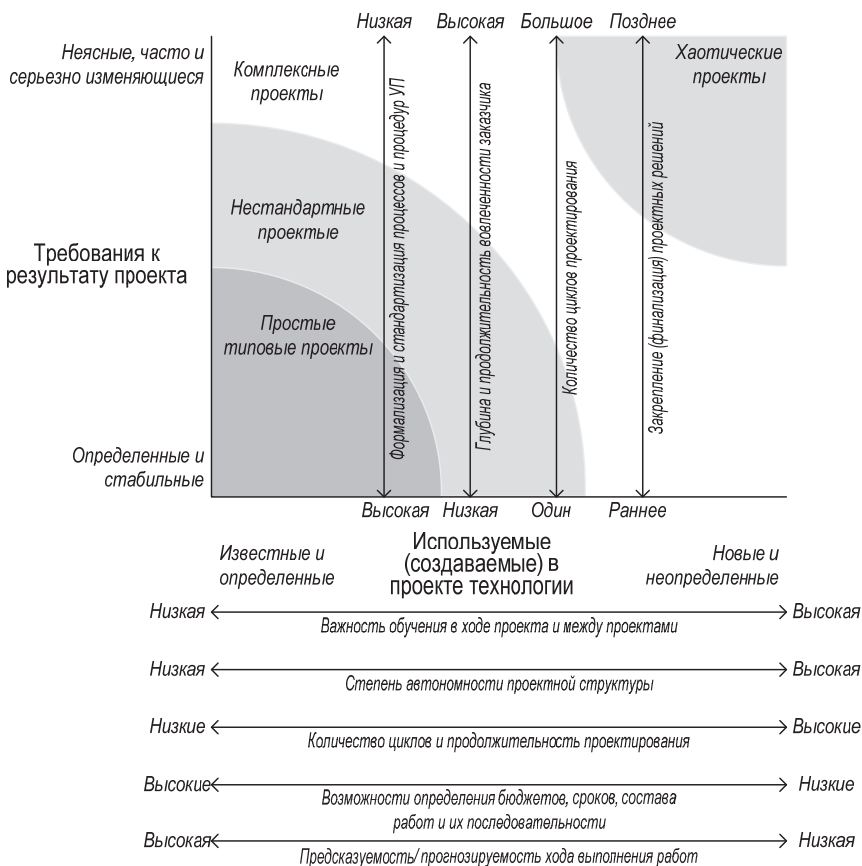 Низкая
Высокая
Большое
Позднее
Неясные, часто и
серьезно изменяющиеся
Комплексные
проекты
Хаотические
проекты
Формализация и стандартизация процессов и процедур УП
Глубина и продолжительность вовлеченности заказчика
Количество циклов проектирования
Закрепление (финализация) проектных решений
Нестандартные
проектые
Требования к
результату проекта
Простые
типовые проекты
Определенные и
стабильные
Высокая
Низкая
Один
Раннее
Известные и
определенные
Используемые
(создаваемые) в
проекте технологии
Новые и
неопределенные
Низкая
Высокая
Важность обучения в ходе проекта и между проектами
Низкая
Высокая
Степень автономности проектной структуры
Низкие
Высокие
Количество циклов и продолжительность проектирования
Высокие
Низкие
Возможности определения бюджетов, сроков, состава
работ и их последовательности
Высокая
Низкая
Предсказуемость/ прогнозируемость хода выполнения работ